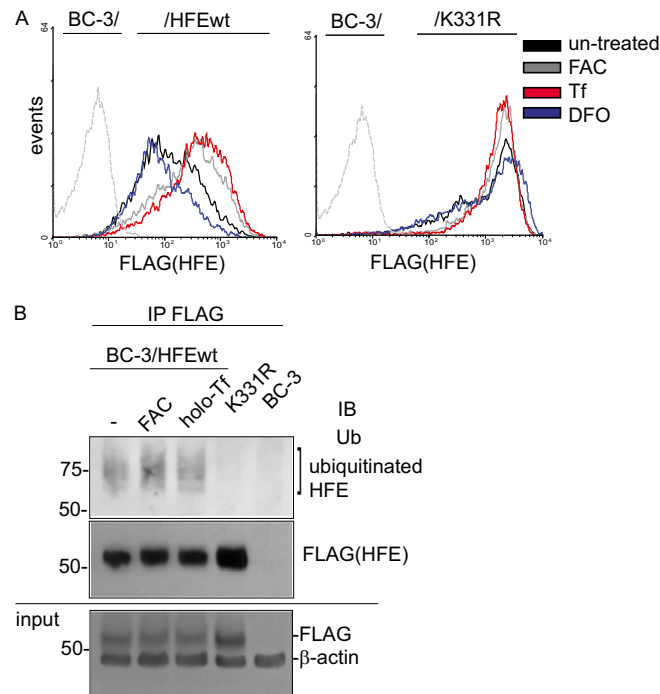 A
BC-3/ /HFEwt
BC-3/ /K331R
un-treated
FAC
Tf
DFO
64
events
0
10⁰ 10¹ 10² 10³ 10⁴
FLAG(HFE)
64
0
10⁰ 10¹ 10² 10³ 10⁴
FLAG(HFE)
B
IP FLAG
BC-3/HFEwt
- FAC holo-Tf K331R BC-3
IB
Ub
75-
50-
ubiquitinated
HFE
50-
FLAG(HFE)
input
50-
-FLAG
-β-actin